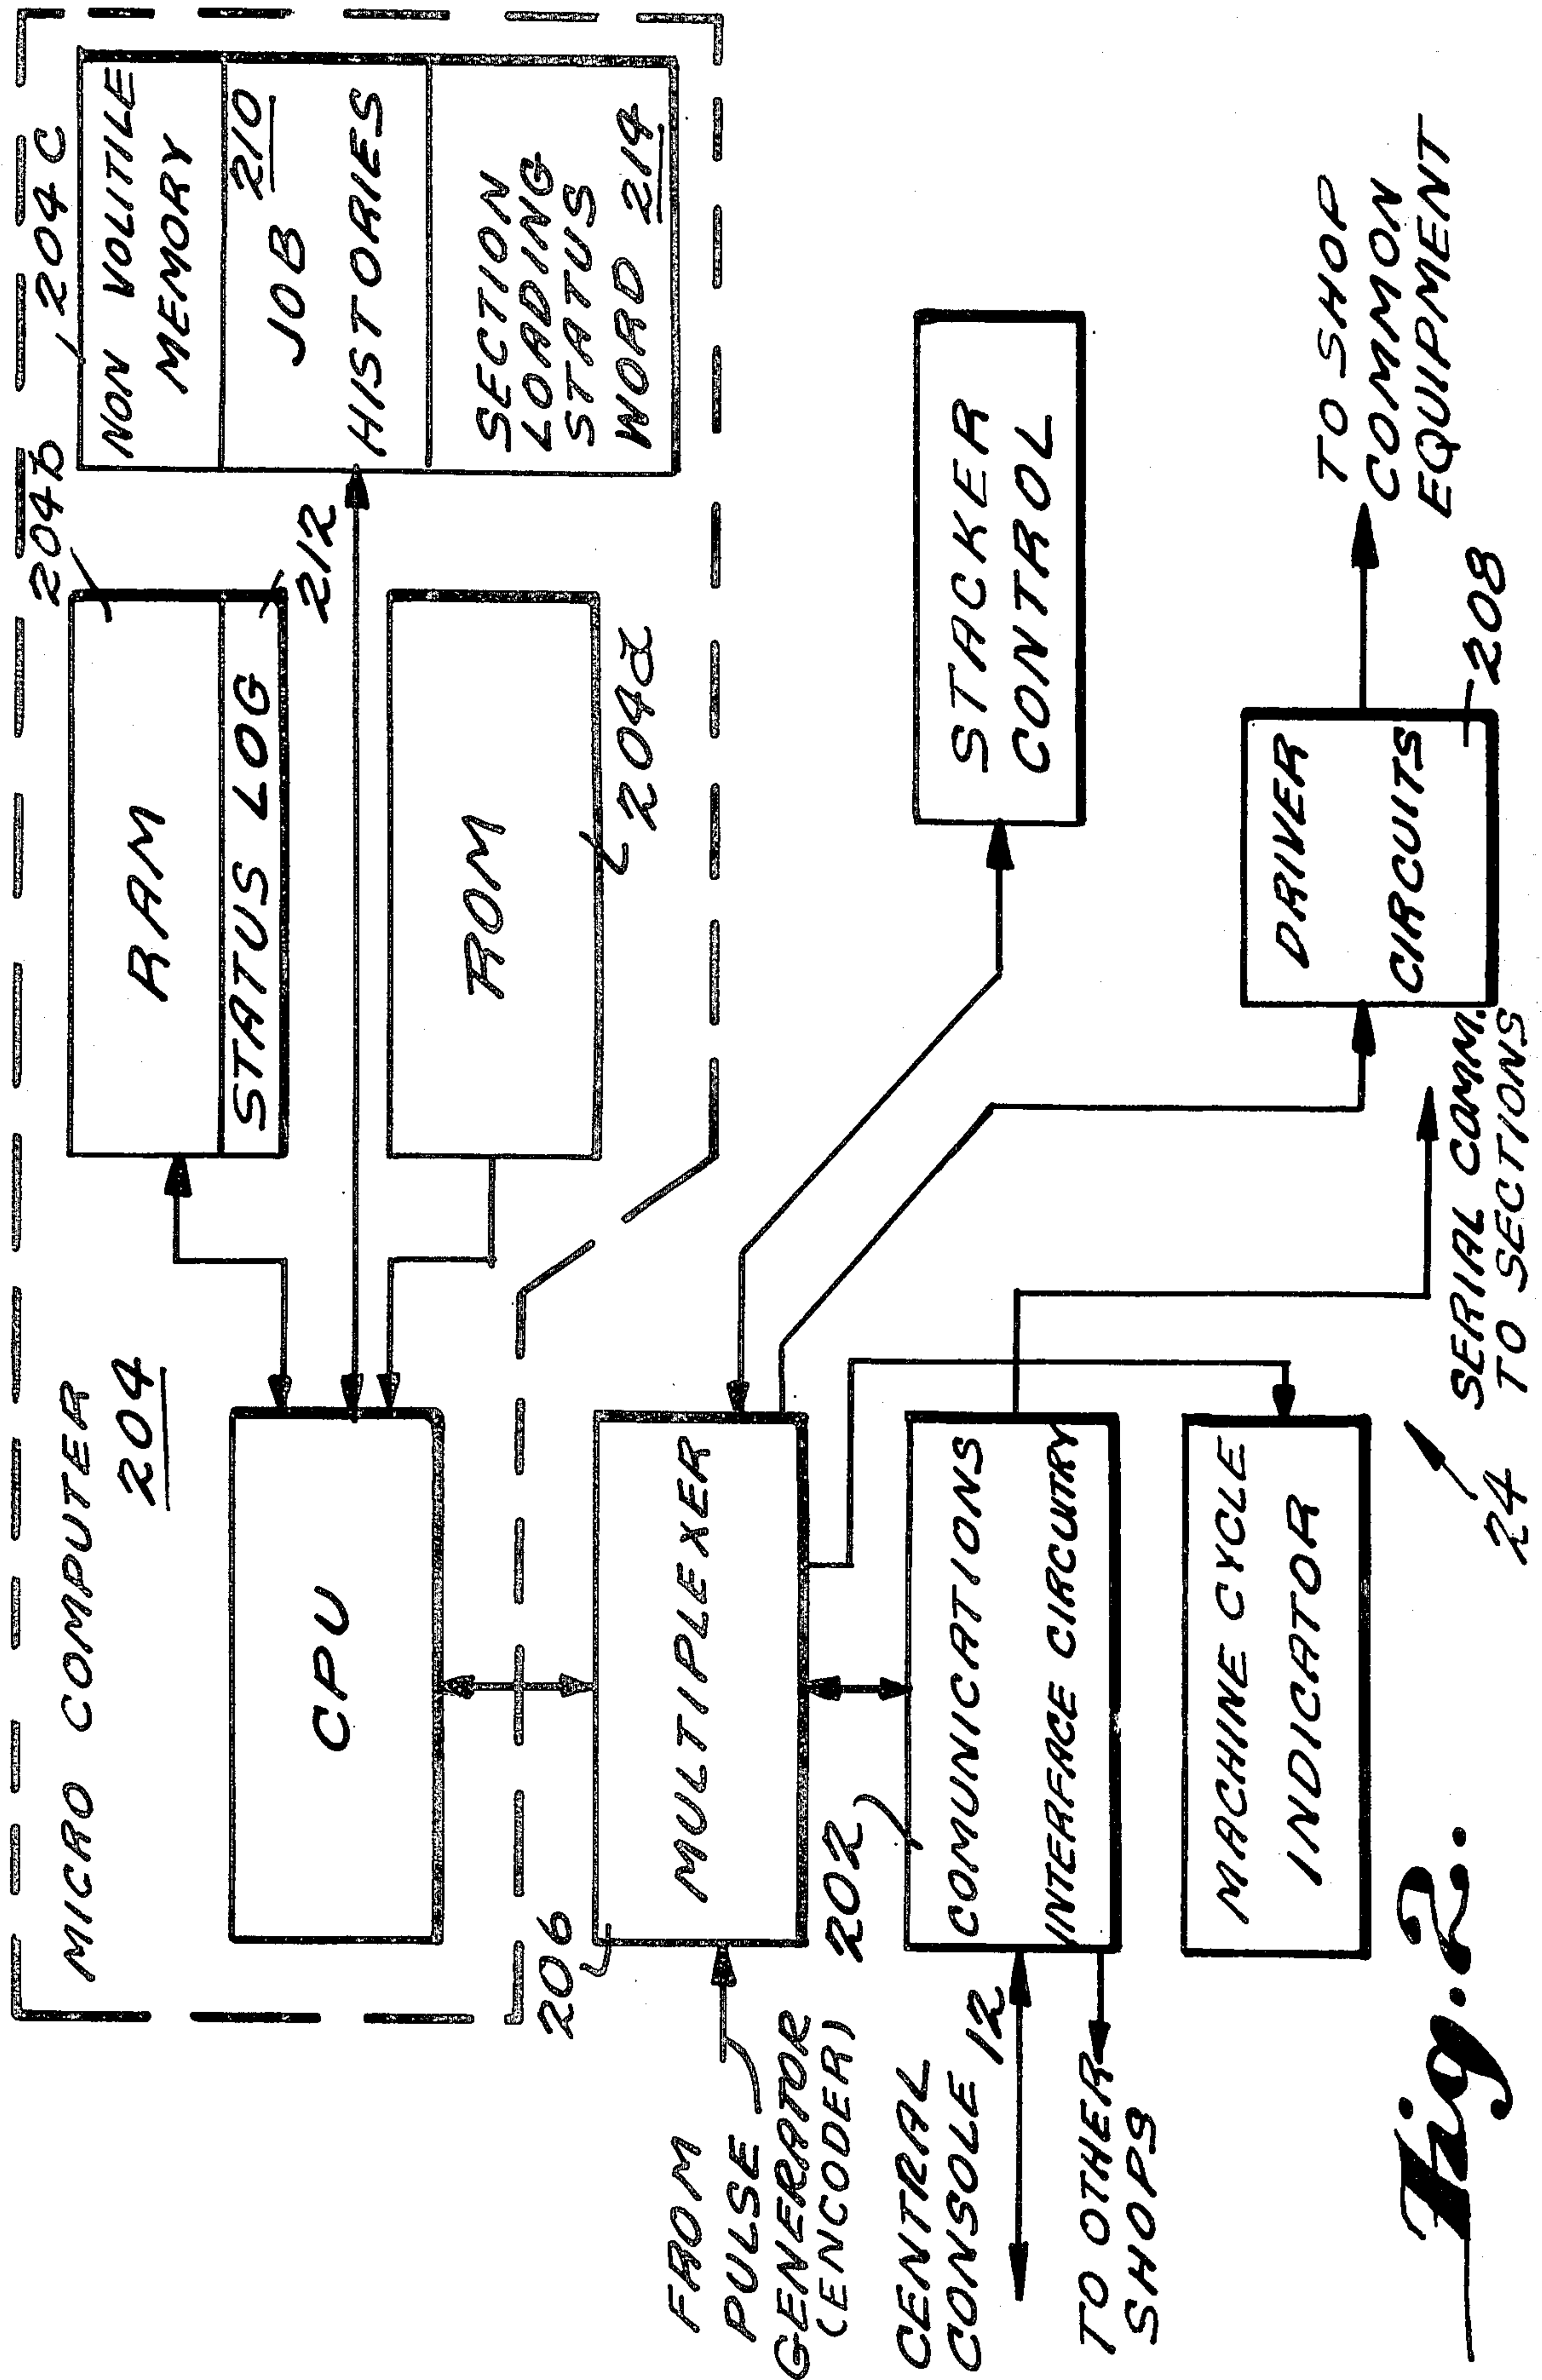 MICRO COMPUTER
204
204b
204C
CPU
RAM
STATUS LOG
212
ROM
204a
NON VOLITILE
MEMORY
JOB 210
HISTORIES
SECTION
LOADING
STATUS
WORD 214
206
MULTIPLEXER
FROM
PULSE
GENERATOR
(ENCODER)
STACKER
CONTROL
202
COMUNICATIONS
INTERFACE CIRCUITRY
CENTRAL
CONSOLE 12
TO OTHER
SHOPS
MACHINE CYCLE
INDICATOR
DRIVER
CIRCUITS
208
TO SHOP
COMMON
EQUIPMENT
24
SERIAL COMM.
TO SECTIONS
Fig. 2.